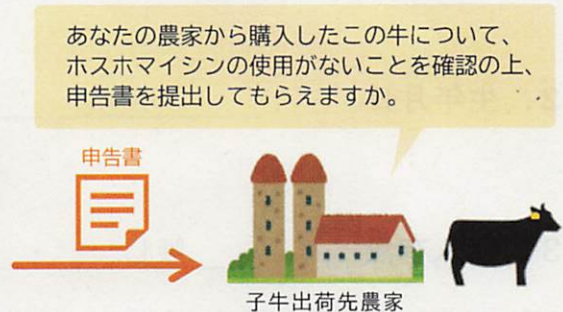 あなたの農家から購入したこの牛について、
ホスホマイシンの使用がないことを確認の上、
申告書を提出してもらえますか。
申告書
子牛出荷先農家